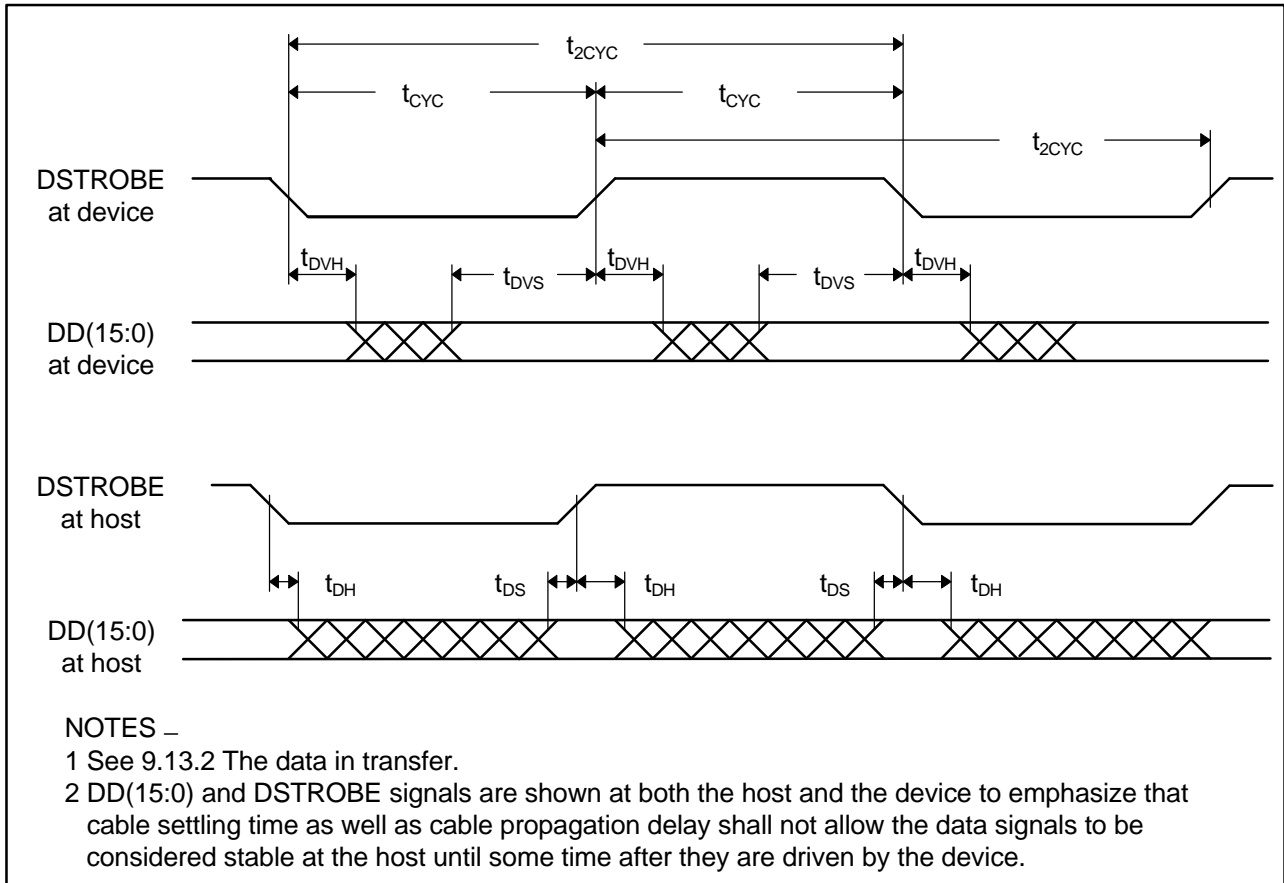 t2CYC
tCYC tCYC
t2CYC
DSTROBE
at device
tDVH tDVS tDVH tDVS tDVH
DD(15:0)
at device
DSTROBE
at host
tDH tDS tDH tDS tDH
DD(15:0)
at host
NOTES –
1 See 9.13.2 The data in transfer.
2 DD(15:0) and DSTROBE signals are shown at both the host and the device to emphasize that
cable settling time as well as cable propagation delay shall not allow the data signals to be
considered stable at the host until some time after they are driven by the device.